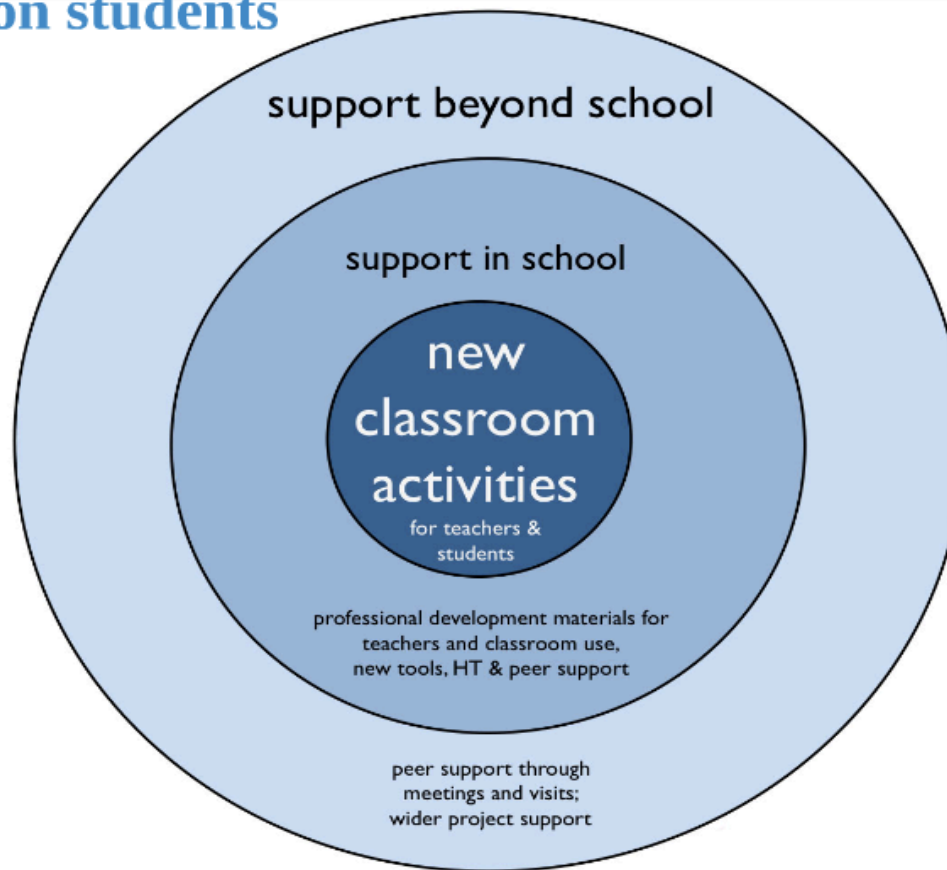 on students
support beyond school
support in school
new
classroom
activities
for teachers &
students
professional development materials for
teachers and classroom use,
new tools, HT & peer support
peer support through
meetings and visits;
wider project support